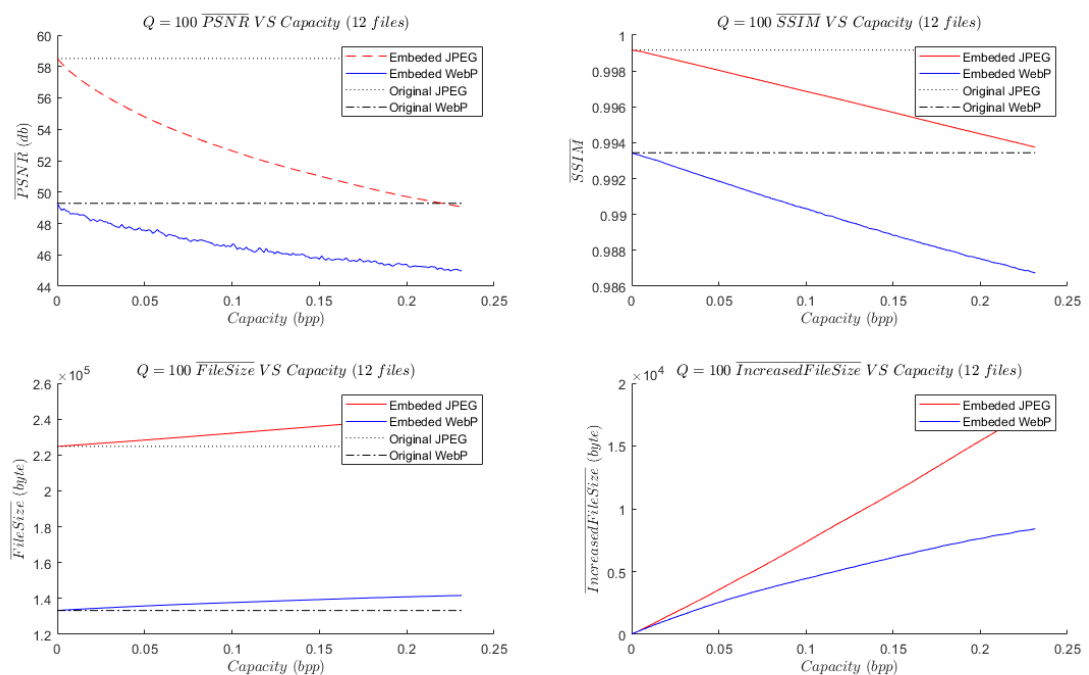 Q = 100 PSNR VS Capacity (12 files)
60
58
56
54
52
50
48
46
44
PSNR (db)
0 0.05 0.1 0.15 0.2 0.25
Capacity (bpp)
Embeded JPEG
Embeded WebP
Original JPEG
Original WebP
Q = 100 SSIM VS Capacity (12 files)
1
0.998
0.996
0.994
0.992
0.99
0.988
0.986
SSIM
0 0.05 0.1 0.15 0.2 0.25
Capacity (bpp)
Embeded JPEG
Embeded WebP
Original JPEG
Original WebP
Q = 100 FileSize VS Capacity (12 files)
×10^5
2.6
2.4
2.2
2
1.8
1.6
1.4
1.2
FileSize (byte)
0 0.05 0.1 0.15 0.2 0.25
Capacity (bpp)
Embeded JPEG
Embeded WebP
Original JPEG
Original WebP
Q = 100 IncreasedFileSize VS Capacity (12 files)
×10^4
2
1.5
1
0.5
0
IncreasedFileSize (byte)
0 0.05 0.1 0.15 0.2 0.25
Capacity (bpp)
Embeded JPEG
Embeded WebP